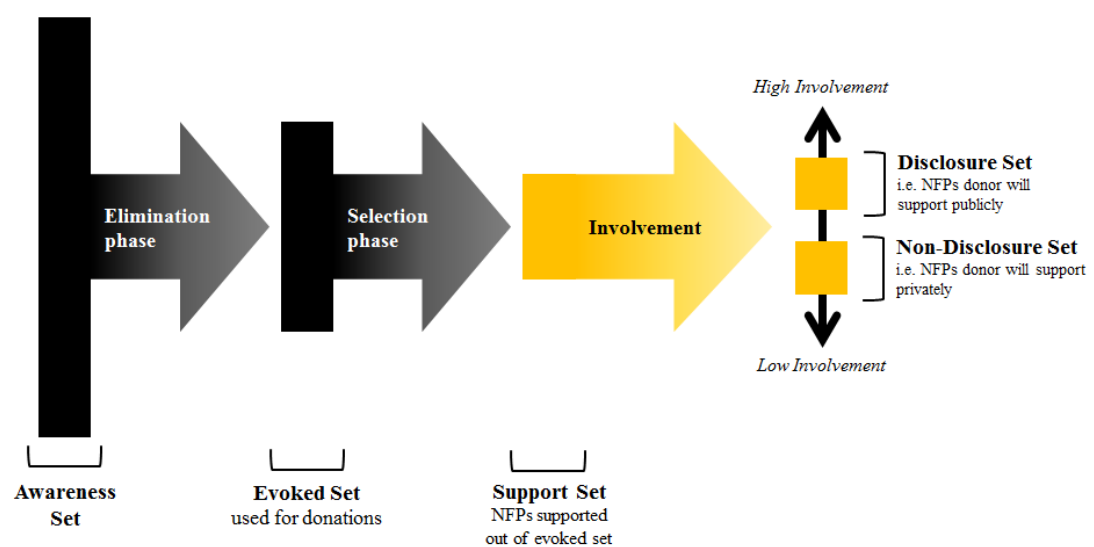 High Involvement
Disclosure Set
i.e. NFPs donor will
support publicly
Elimination
phase
Selection
phase
Involvement
Non-Disclosure Set
i.e. NFPs donor will support
privately
Low Involvement
Awareness
Set
Evoked Set
used for donations
Support Set
NFPs supported
out of evoked set